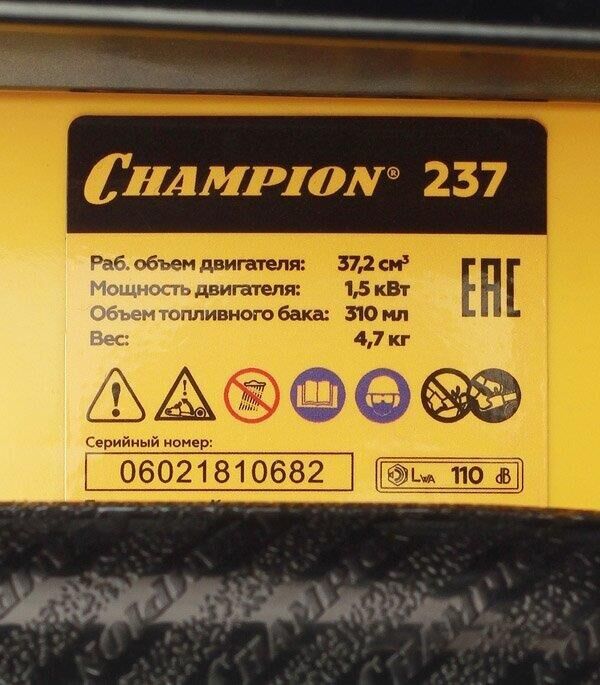 CHAMPION® 237
Раб. объем двигателя: 37,2 см³
Мощность двигателя: 1,5 кВт
Объем топливного бака: 310 мл
Вес: 4,7 кг
EAC
Серийный номер:
06021810682
LWA 110 dB
CHAMPION